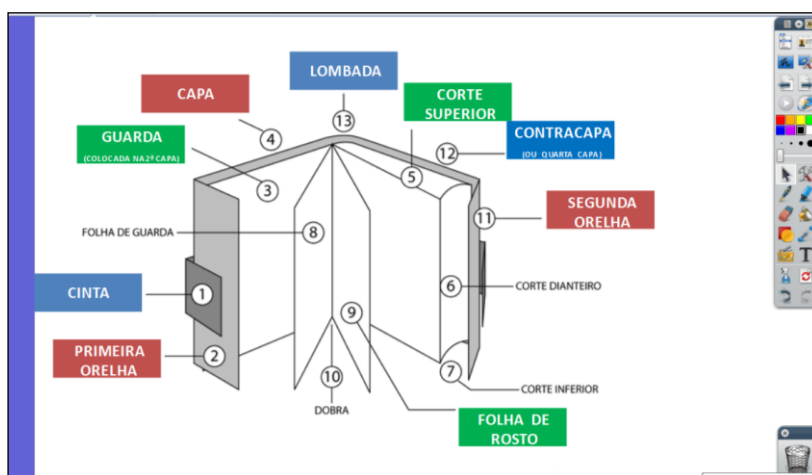 LOMBADA
CAPA
13
CORTE
SUPERIOR
4
GUARDA
(COLOCADA NA2ª CAPA)
CONTRACAPA
(OU QUARTA CAPA)
12
5
3
SEGUNDA
ORELHA
11
FOLHA DE GUARDA
8
CINTA
1
6
CORTE DIANTEIRO
9
PRIMEIRA
ORELHA
2
10
7
DOBRA
CORTE INFERIOR
FOLHA DE
ROSTO